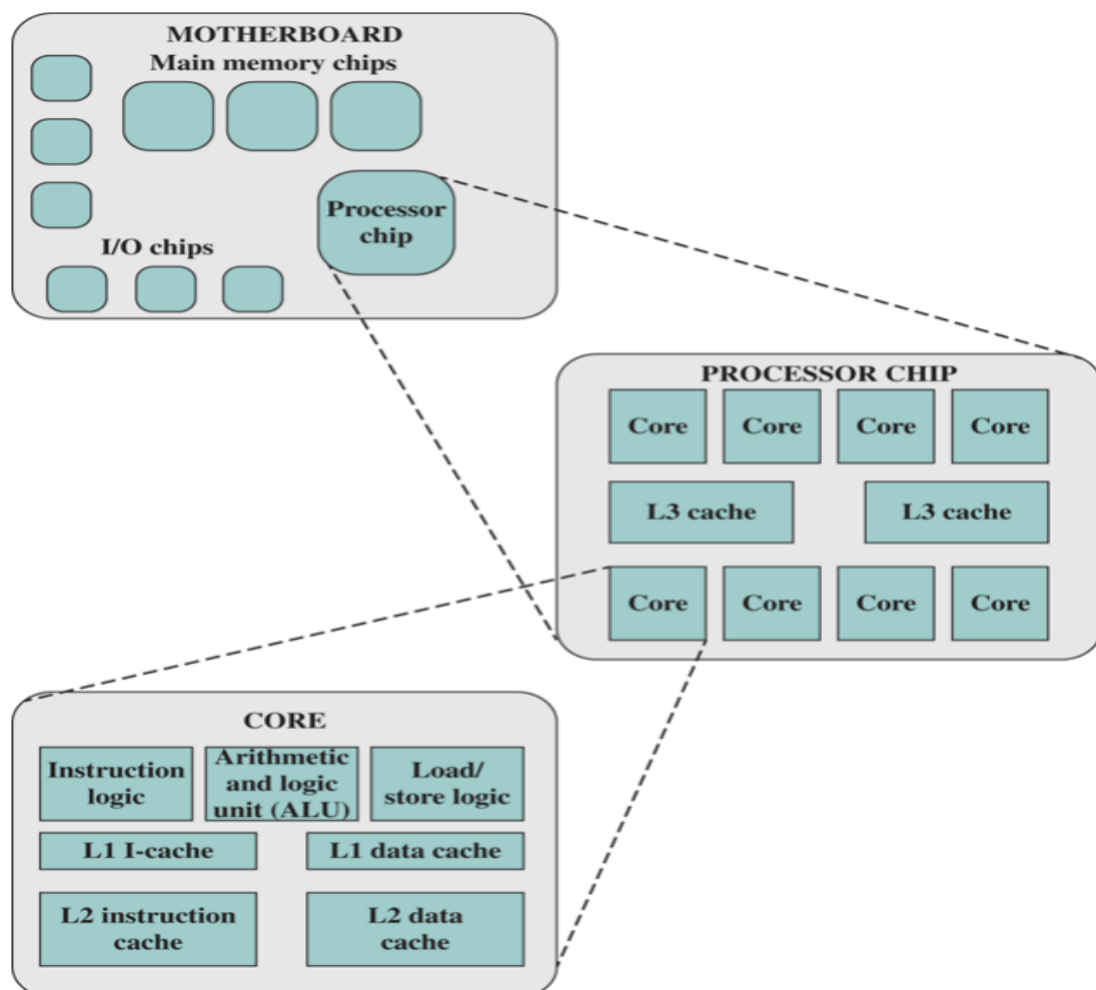 MOTHERBOARD
Main memory chips
Processor
chip
I/O chips
PROCESSOR CHIP
Core
Core
Core
Core
L3 cache
L3 cache
Core
Core
Core
Core
CORE
Instruction
logic
Arithmetic
and logic
unit (ALU)
Load/
store logic
L1 I-cache
L1 data cache
L2 instruction
cache
L2 data
cache